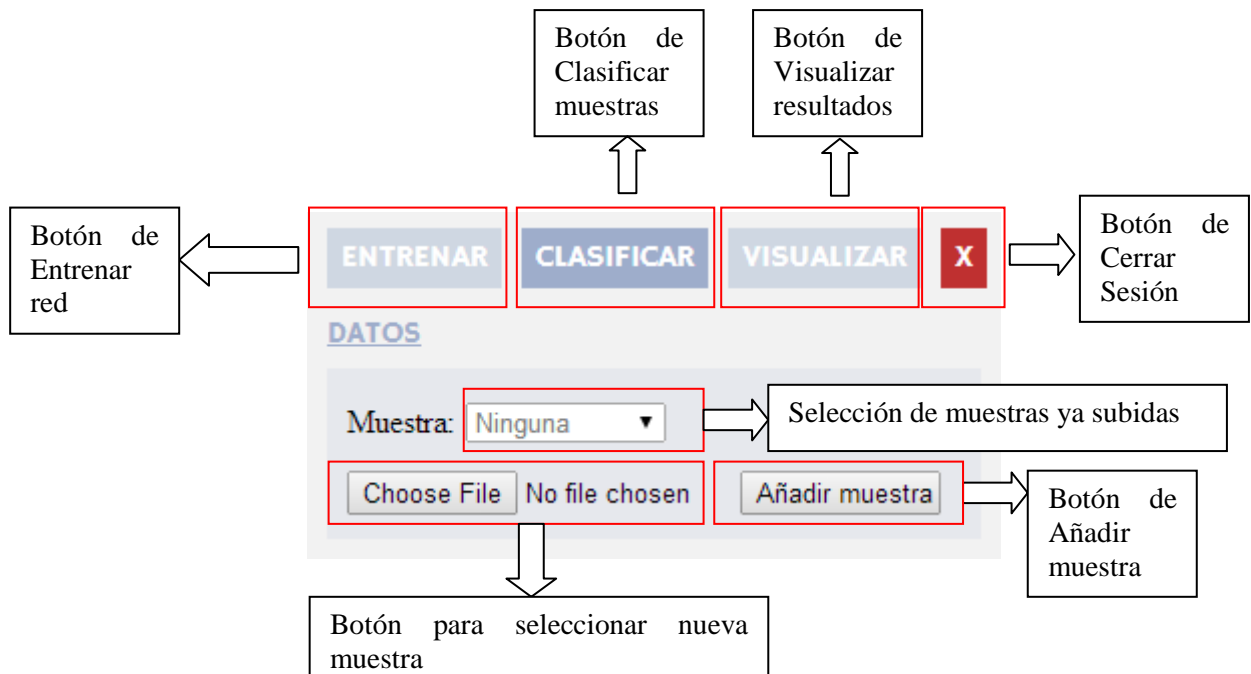 Botón de
Clasificar
muestras
Botón de
Visualizar
resultados
Botón de
Entrenar
red
ENTRENAR
CLASIFICAR
VISUALIZAR
X
Botón de
Cerrar
Sesión
DATOS
Muestra: Ninguna
Selección de muestras ya subidas
Choose File No file chosen
Añadir muestra
Botón de
Añadir
muestra
Botón para seleccionar nueva
muestra